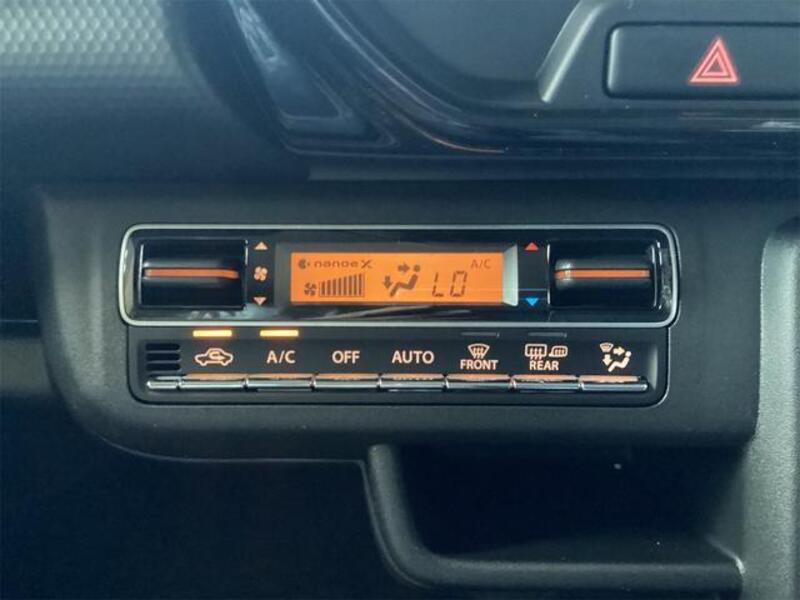 nanoe X
A/C
LO
A/C
OFF
AUTO
FRONT
REAR